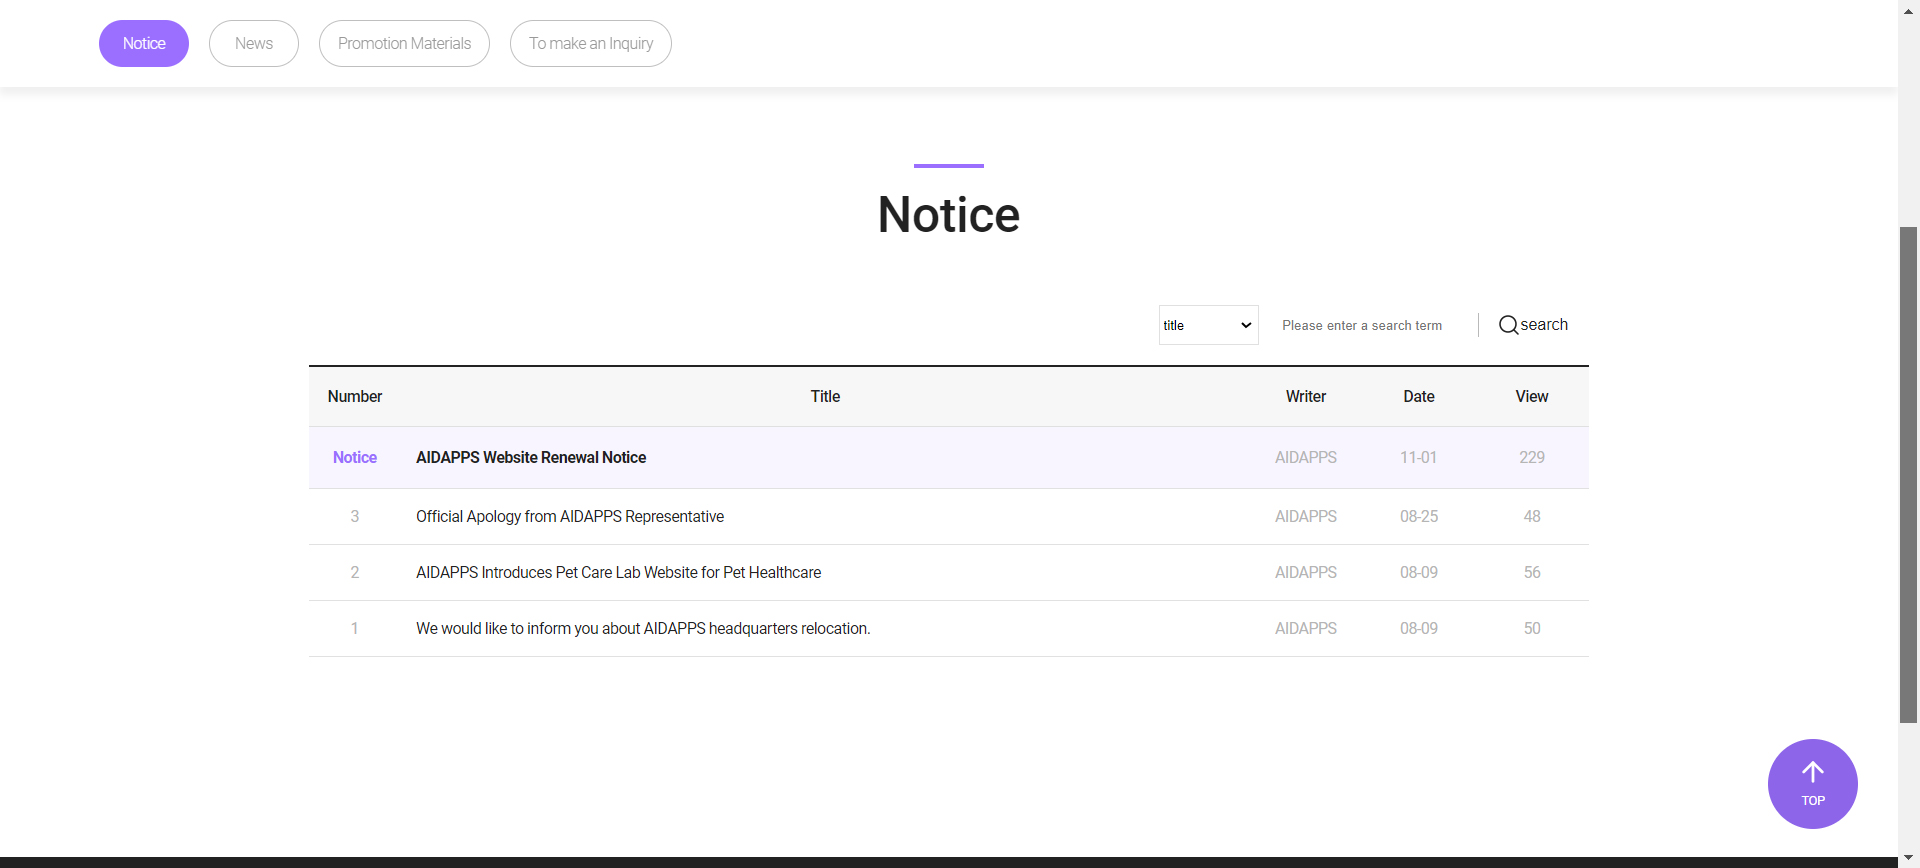 Notice News Promotion Materials To make an Inquiry
Notice
title Please enter a search term search
Number Title Writer Date View
Notice AIDAPPS Website Renewal Notice AIDAPPS 11-01 229
3 Official Apology from AIDAPPS Representative AIDAPPS 08-25 48
2 AIDAPPS Introduces Pet Care Lab Website for Pet Healthcare AIDAPPS 08-09 56
1 We would like to inform you about AIDAPPS headquarters relocation. AIDAPPS 08-09 50
TOP